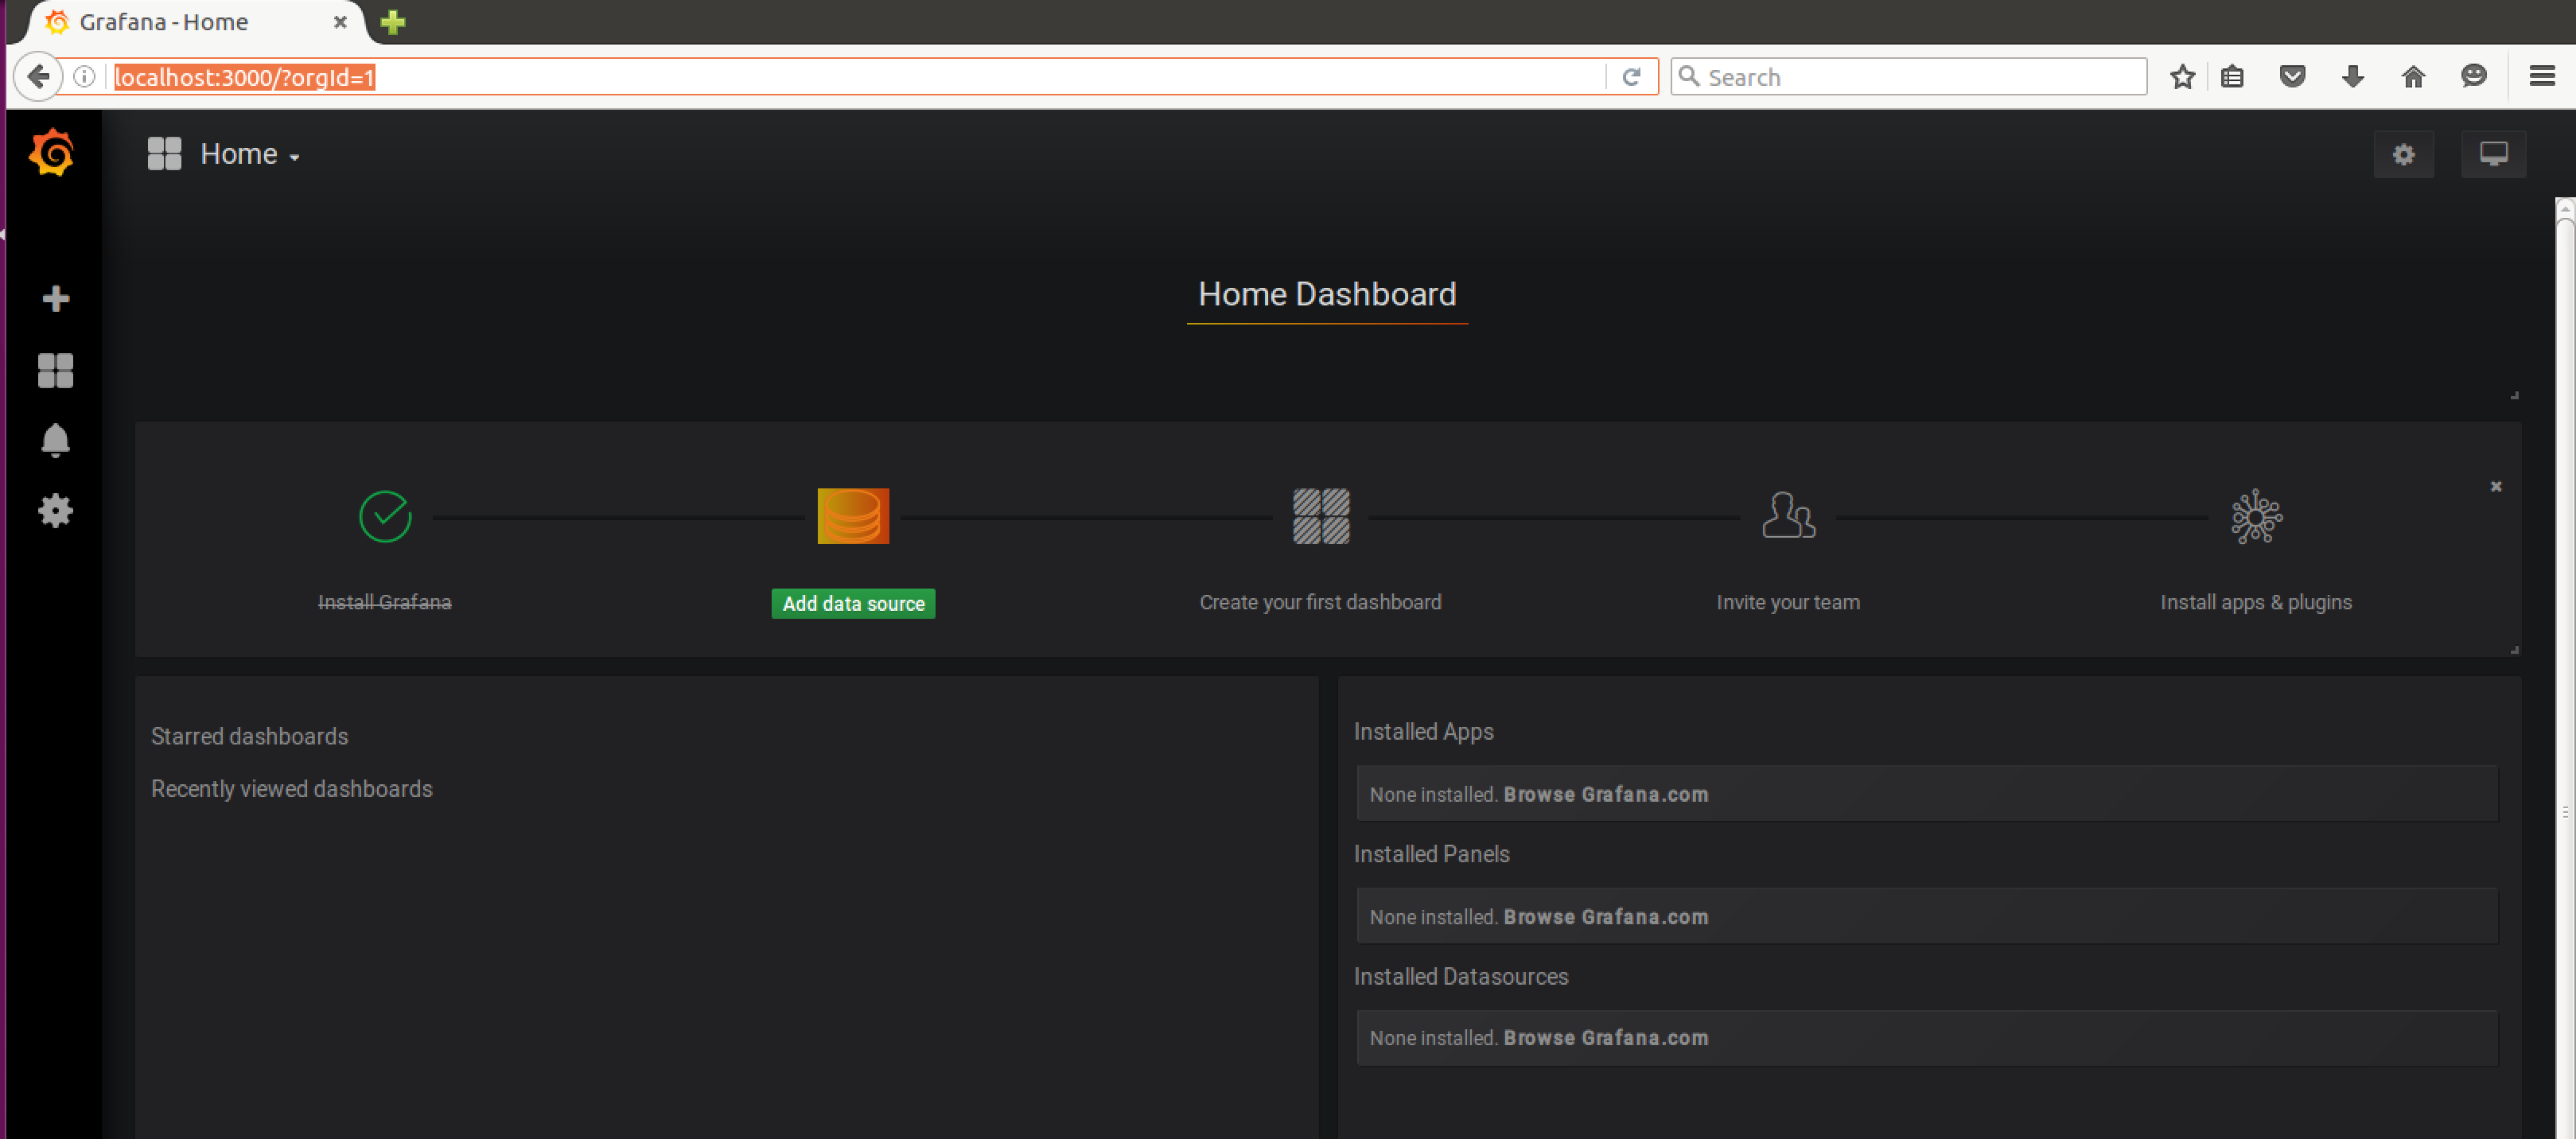 Grafana - Home
localhost:3000/?orgId=1
Search
Home
Home Dashboard
Install Grafana
Add data source
Create your first dashboard
Invite your team
Install apps & plugins
Starred dashboards
Recently viewed dashboards
Installed Apps
None installed. Browse Grafana.com
Installed Panels
None installed. Browse Grafana.com
Installed Datasources
None installed. Browse Grafana.com